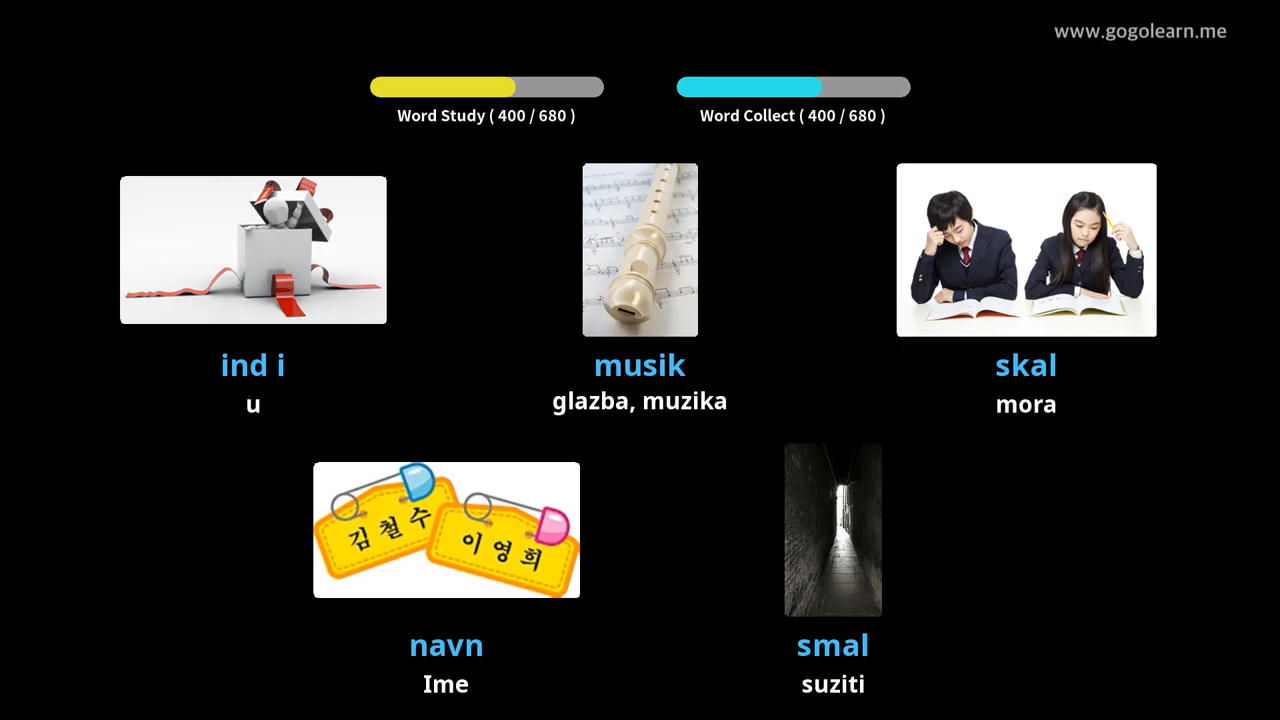 www.gogolearn.me
Word Study ( 400 / 680 )
Word Collect ( 400 / 680 )
ind i
u
musik
glazba, muzika
skal
mora
김철수
이영희
navn
Ime
smal
suziti